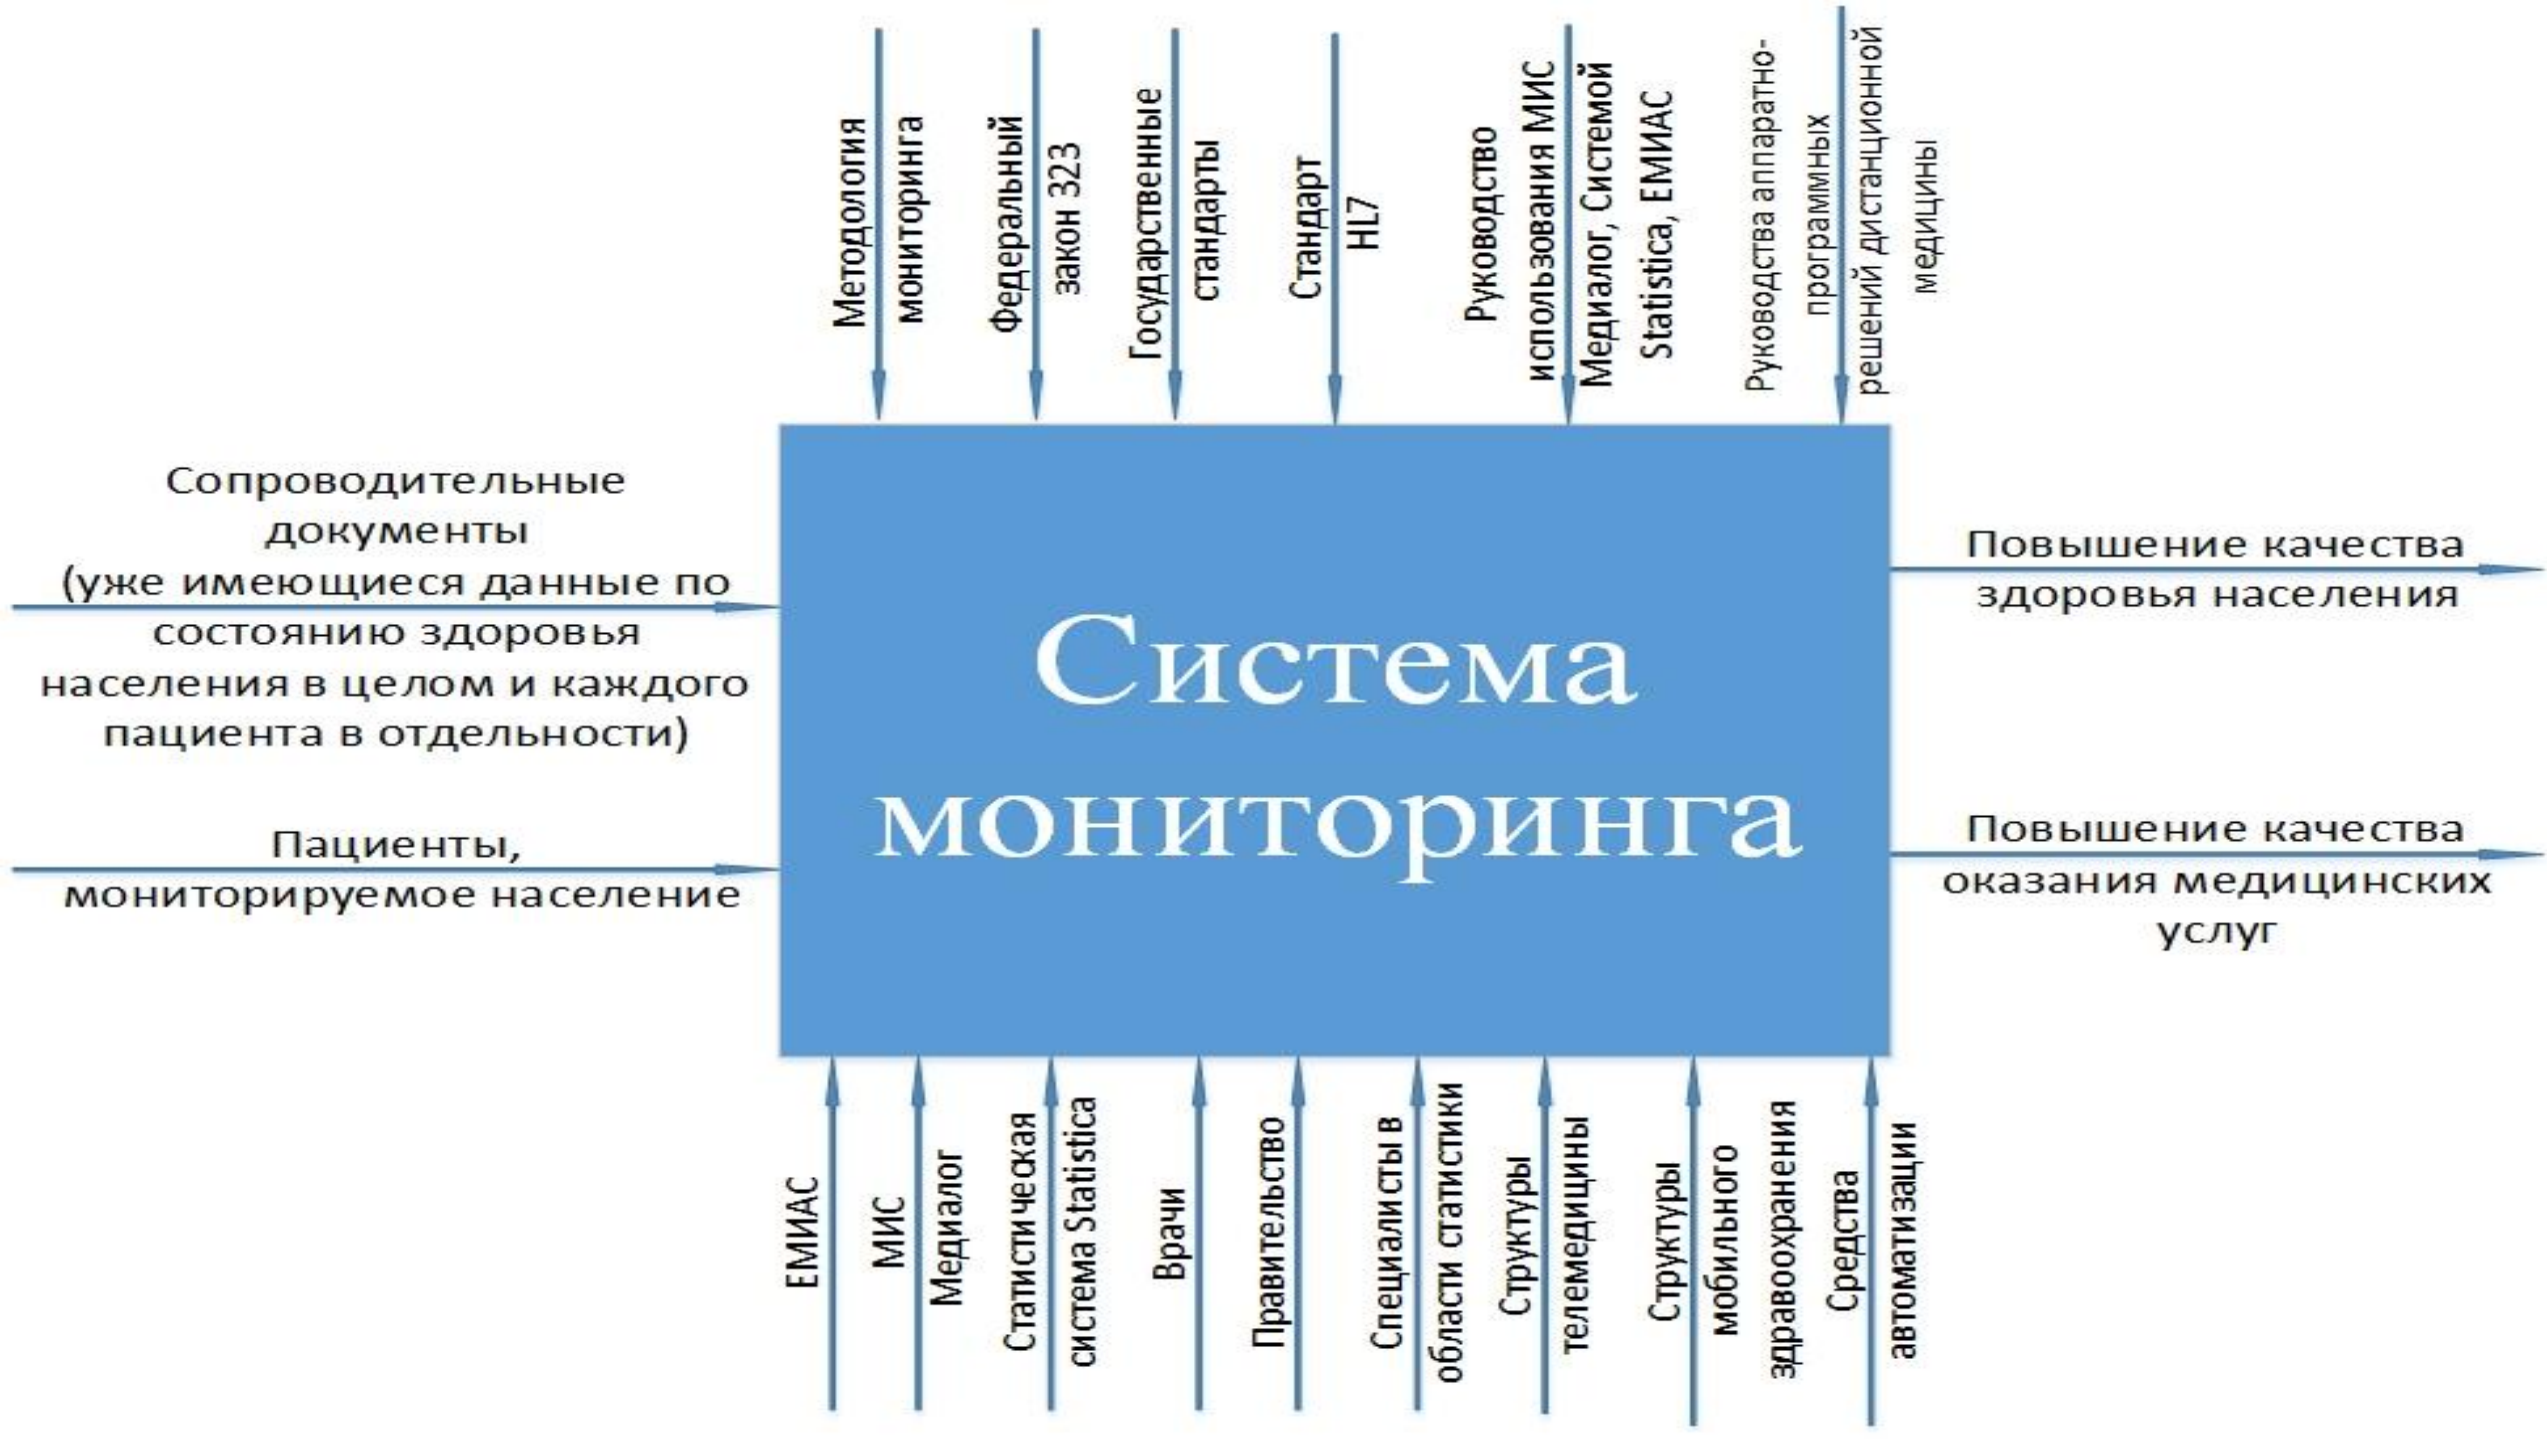 Методология
мониторинга
Федеральный
закон 323
Государственные
стандарты
Стандарт
HL7
Руководство
использования МИС
Медиалог, Системой
Statistica, ЕМИАС
Руководства аппаратно-
программных
решений дистанционной
медицины
Сопроводительные
документы
(уже имеющиеся данные по
состоянию здоровья
населения в целом и каждого
пациента в отдельности)
Пациенты,
мониторируемое население
Система
мониторинга
Повышение качества
здоровья населения
Повышение качества
оказания медицинских
услуг
ЕМИАС
МИС
Медиалог
Статистическая
система Statistica
Врачи
Правительство
Специалисты в
области статистики
Структуры
телемедицины
Структуры
мобильного
здравоохранения
Средства
автоматизации